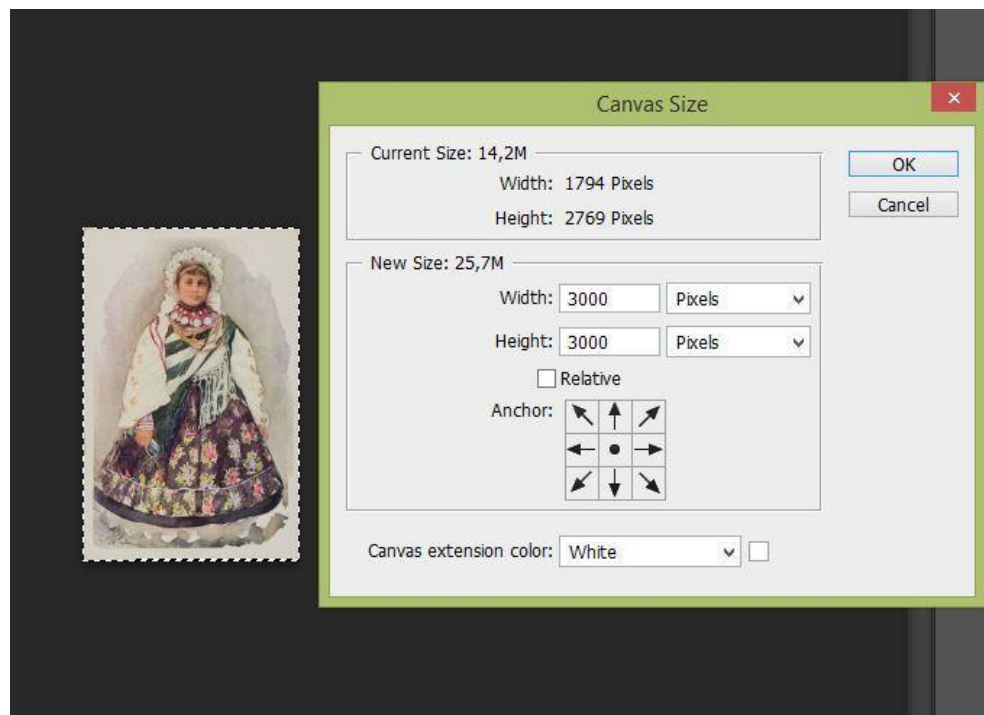 Canvas Size
Current Size: 14,2M
Width: 1794 Pixels
Height: 2769 Pixels
OK
Cancel
New Size: 25,7M
Width: 3000 Pixels
Height: 3000 Pixels
Relative
Anchor:
Canvas extension color: White